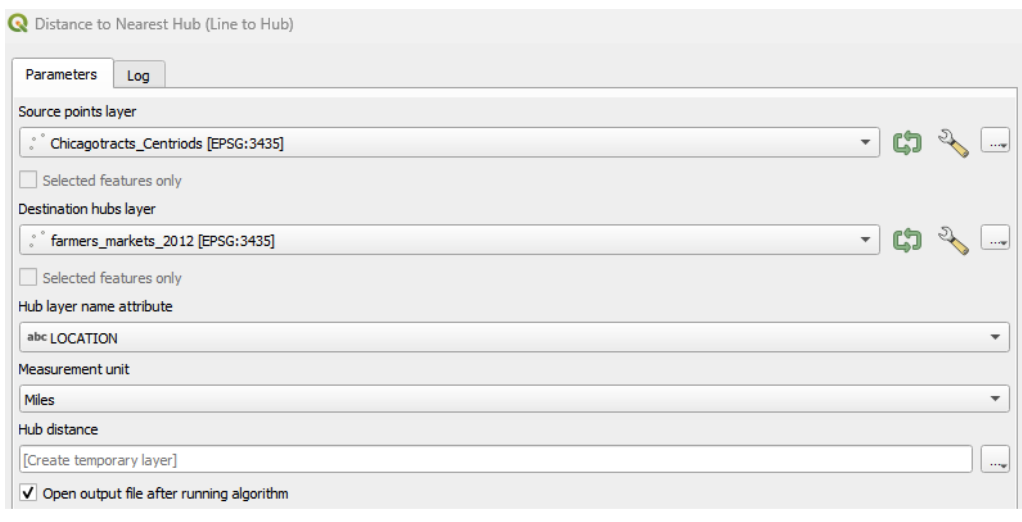 Distance to Nearest Hub (Line to Hub)
Parameters
Log
Source points layer
Chicagotracts_Centriods [EPSG:3435]
...
Selected features only
Destination hubs layer
farmers_markets_2012 [EPSG:3435]
...
Selected features only
Hub layer name attribute
abc LOCATION
Measurement unit
Miles
Hub distance
[Create temporary layer]
...
Open output file after running algorithm